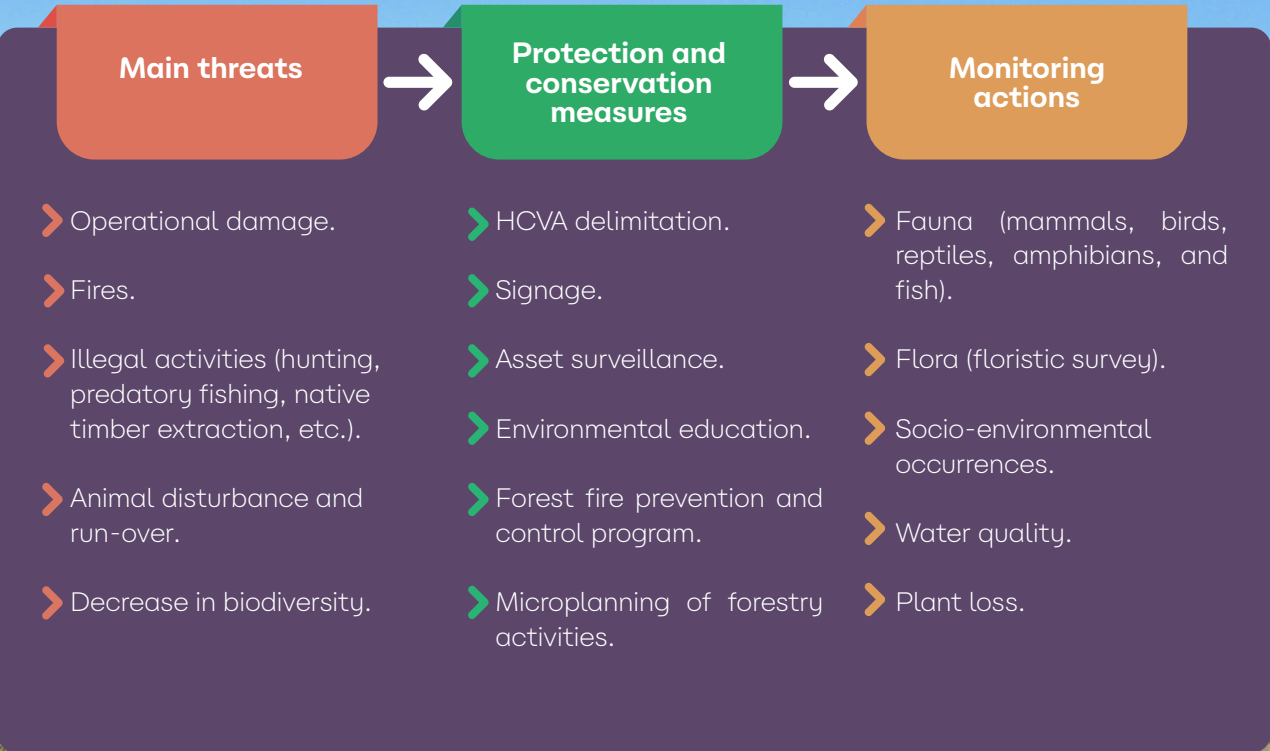 Main threats
Protection and
conservation
measures
Monitoring
actions
Operational damage.
Fires.
Illegal activities (hunting,
predatory fishing, native
timber extraction, etc.).
Animal disturbance and
run-over.
Decrease in biodiversity.
HCVA delimitation.
Signage.
Asset surveillance.
Environmental education.
Forest fire prevention and
control program.
Microplanning of forestry
activities.
Fauna (mammals, birds,
reptiles, amphibians, and
fish).
Flora (floristic survey).
Socio-environmental
occurrences.
Water quality.
Plant loss.